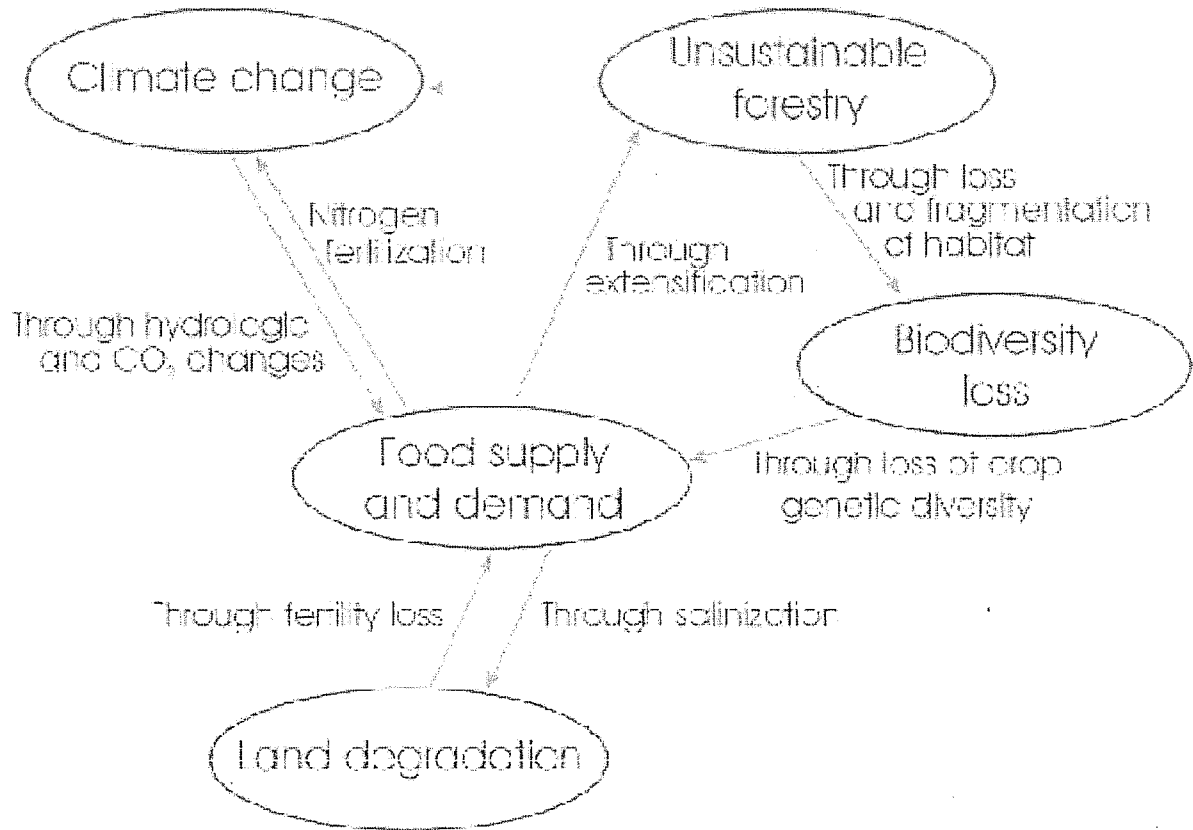 Climate change
Unsustainable
forestry
Nitrogen
fertilization
Through
extensification
Through loss
and fragmentation
of habitat
Through hydrologic
and CO₂ changes
Biodiversity
loss
Food supply
and demand
Through loss of crop
genetic diversity
Through fertility loss
Through salinization
Land degradation